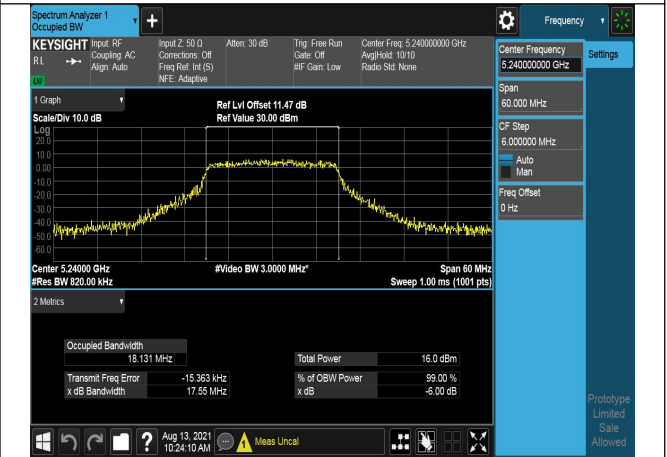 Spectrum Analyzer 1
Occupied BW
+
Frequency
KEYSIGHT
R L
LW
Input: RF
Coupling: AC
Align: Auto
Input Z: 50 Ω
Corrections: Off
Freq Ref: Int (S)
NFE: Adaptive
Atten: 30 dB
Trig: Free Run
Gate: Off
#IF Gain: Low
Center Freq: 5.240000000 GHz
Avg|Hold: 10/10
Radio Std: None
Center Frequency
5.240000000 GHz
Settings
Span
60.000 MHz
CF Step
6.000000 MHz
Auto
Man
Freq Offset
0 Hz
1 Graph
Scale/Div 10.0 dB
Ref Lvl Offset 11.47 dB
Ref Value 30.00 dBm
Log
20.0
10.0
0.00
-10.0
-20.0
-30.0
-40.0
-50.0
-60.0
Center 5.24000 GHz
#Res BW 820.00 kHz
#Video BW 3.0000 MHz*
Span 60 MHz
Sweep 1.00 ms (1001 pts)
2 Metrics
Occupied Bandwidth
18.131 MHz
Total Power 16.0 dBm
Transmit Freq Error -15.363 kHz
% of OBW Power 99.00 %
x dB Bandwidth 17.55 MHz
x dB -6.00 dB
Prototype
Limited
Sale
Allowed
?
Aug 13, 2021
10:24:10 AM
Meas Uncal